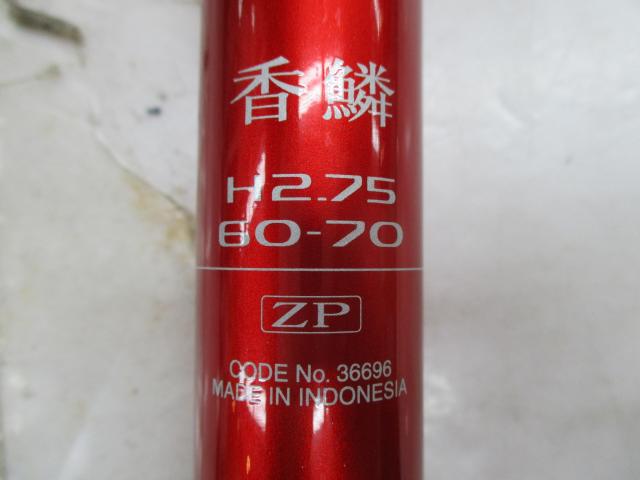 香鱗
H2.75
60-70
ZP
CODE No. 36696
MADE IN INDONESIA